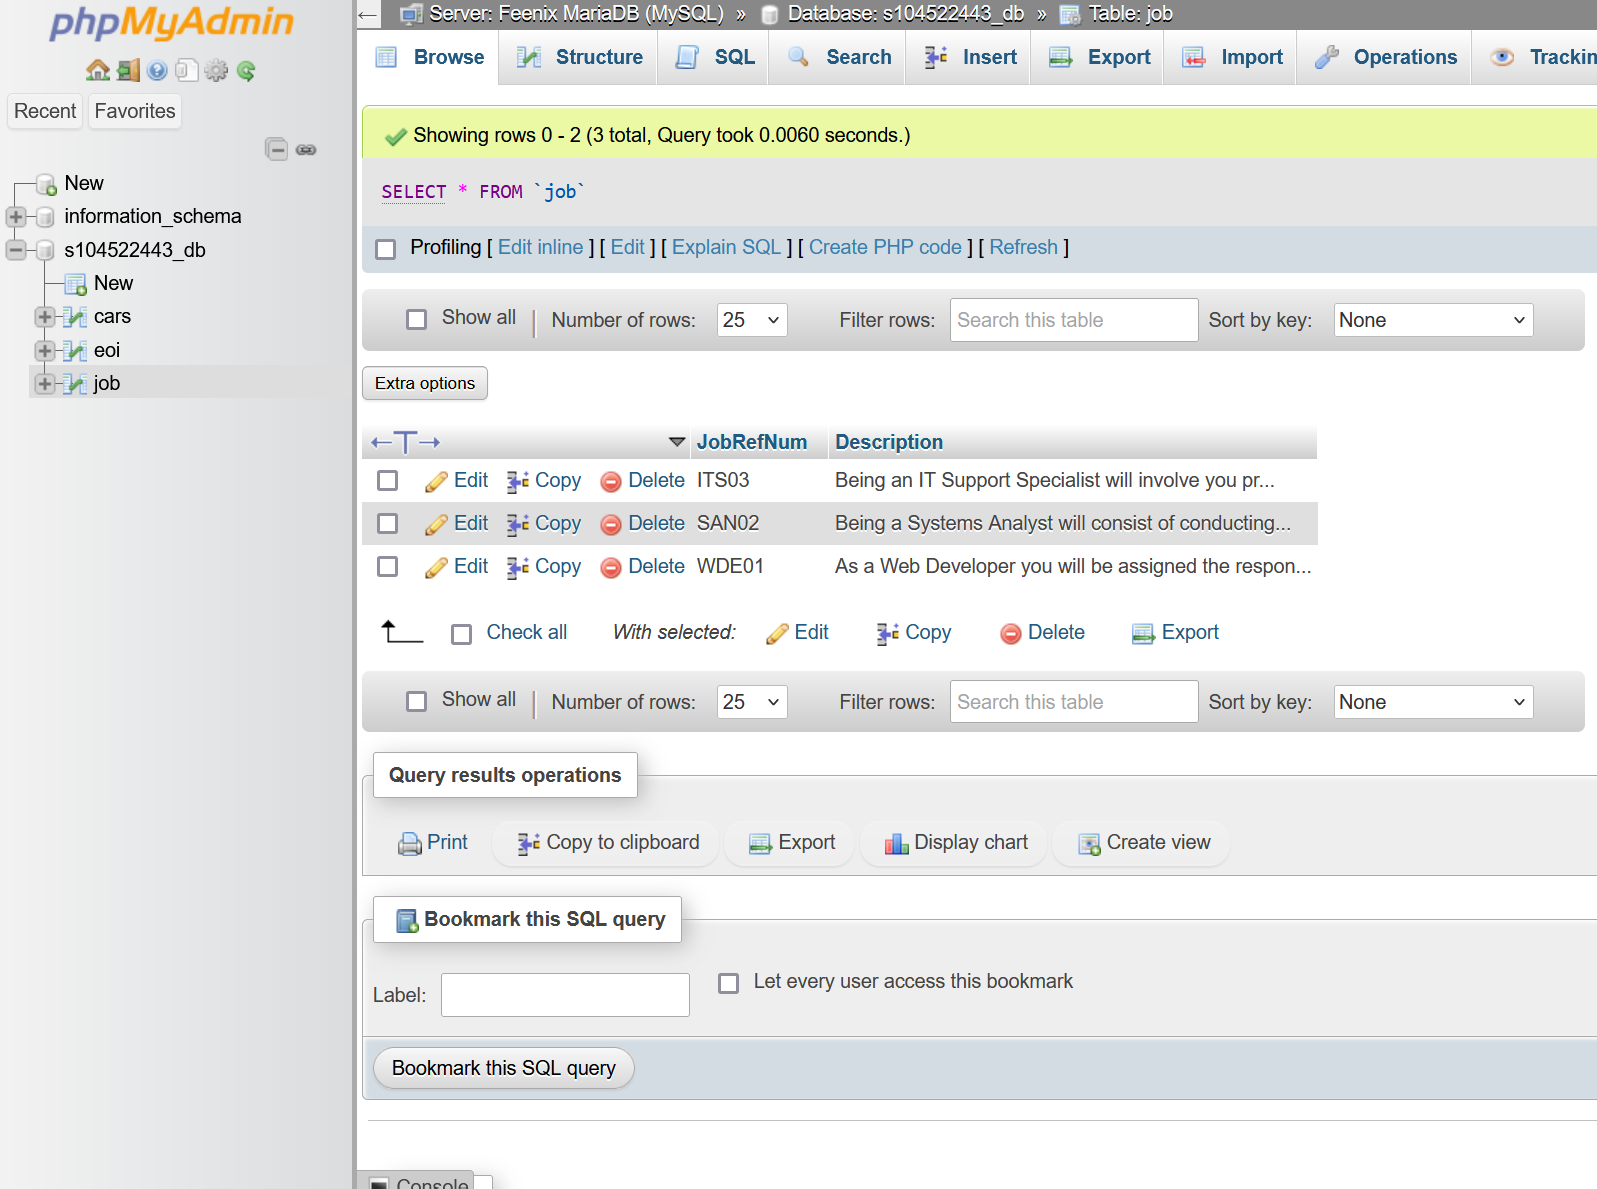 phpMyAdmin
Recent Favorites
New
information_schema
s104522443_db
New
cars
eoi
job
Server: Feenix MariaDB (MySQL) » Database: s104522443_db » Table: job
Browse Structure SQL Search Insert Export Import Operations Trackin
Showing rows 0 - 2 (3 total, Query took 0.0060 seconds.)
SELECT * FROM `job`
Profiling [ Edit inline ] [ Edit ] [ Explain SQL ] [ Create PHP code ] [ Refresh ]
Show all Number of rows: 25 Filter rows: Search this table Sort by key: None
Extra options
←T→ JobRefNum Description
Edit Copy Delete ITS03 Being an IT Support Specialist will involve you pr...
Edit Copy Delete SAN02 Being a Systems Analyst will consist of conducting...
Edit Copy Delete WDE01 As a Web Developer you will be assigned the respon...
Check all With selected: Edit Copy Delete Export
Show all Number of rows: 25 Filter rows: Search this table Sort by key: None
Query results operations
Print Copy to clipboard Export Display chart Create view
Bookmark this SQL query
Label: Let every user access this bookmark
Bookmark this SQL query
Console